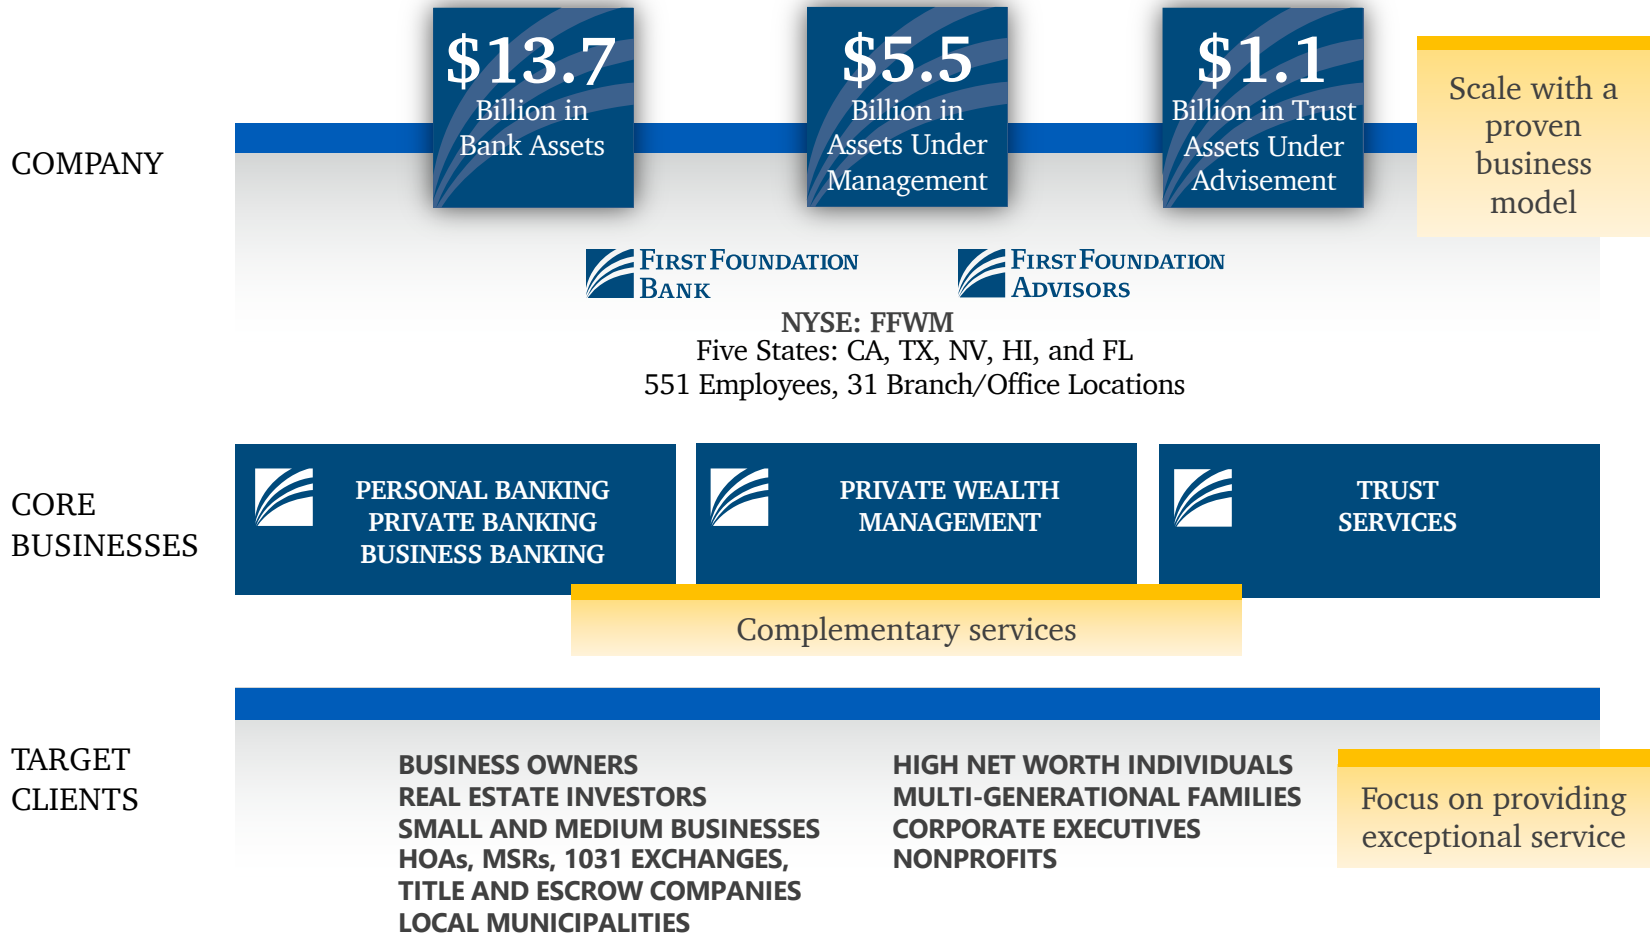 $13.7
Billion in
Bank Assets
$5.5
Billion in
Assets Under
Management
$1.1
Billion in Trust
Assets Under
Advisement
Scale with a
proven
business
model
COMPANY
FIRST FOUNDATION
BANK
FIRST FOUNDATION
ADVISORS
NYSE: FFWM
Five States: CA, TX, NV, HI, and FL
551 Employees, 31 Branch/Office Locations
CORE
BUSINESSES
PERSONAL BANKING
PRIVATE BANKING
BUSINESS BANKING
PRIVATE WEALTH
MANAGEMENT
TRUST
SERVICES
Complementary services
TARGET
CLIENTS
BUSINESS OWNERS
REAL ESTATE INVESTORS
SMALL AND MEDIUM BUSINESSES
HOAs, MSRs, 1031 EXCHANGES,
TITLE AND ESCROW COMPANIES
LOCAL MUNICIPALITIES
HIGH NET WORTH INDIVIDUALS
MULTI-GENERATIONAL FAMILIES
CORPORATE EXECUTIVES
NONPROFITS
Focus on providing
exceptional service